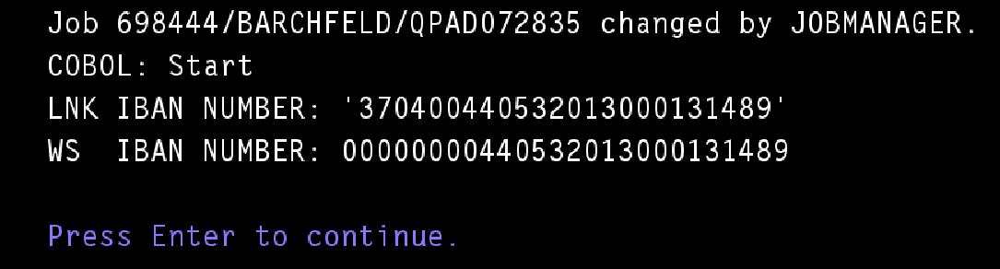 Job 698444/BARCHFELD/QPAD072835 changed by JOBMANAGER.
COBOL: Start
LNK IBAN NUMBER: '370400440532013000131489'
WS  IBAN NUMBER: 00000000440532013000131489
Press Enter to continue.